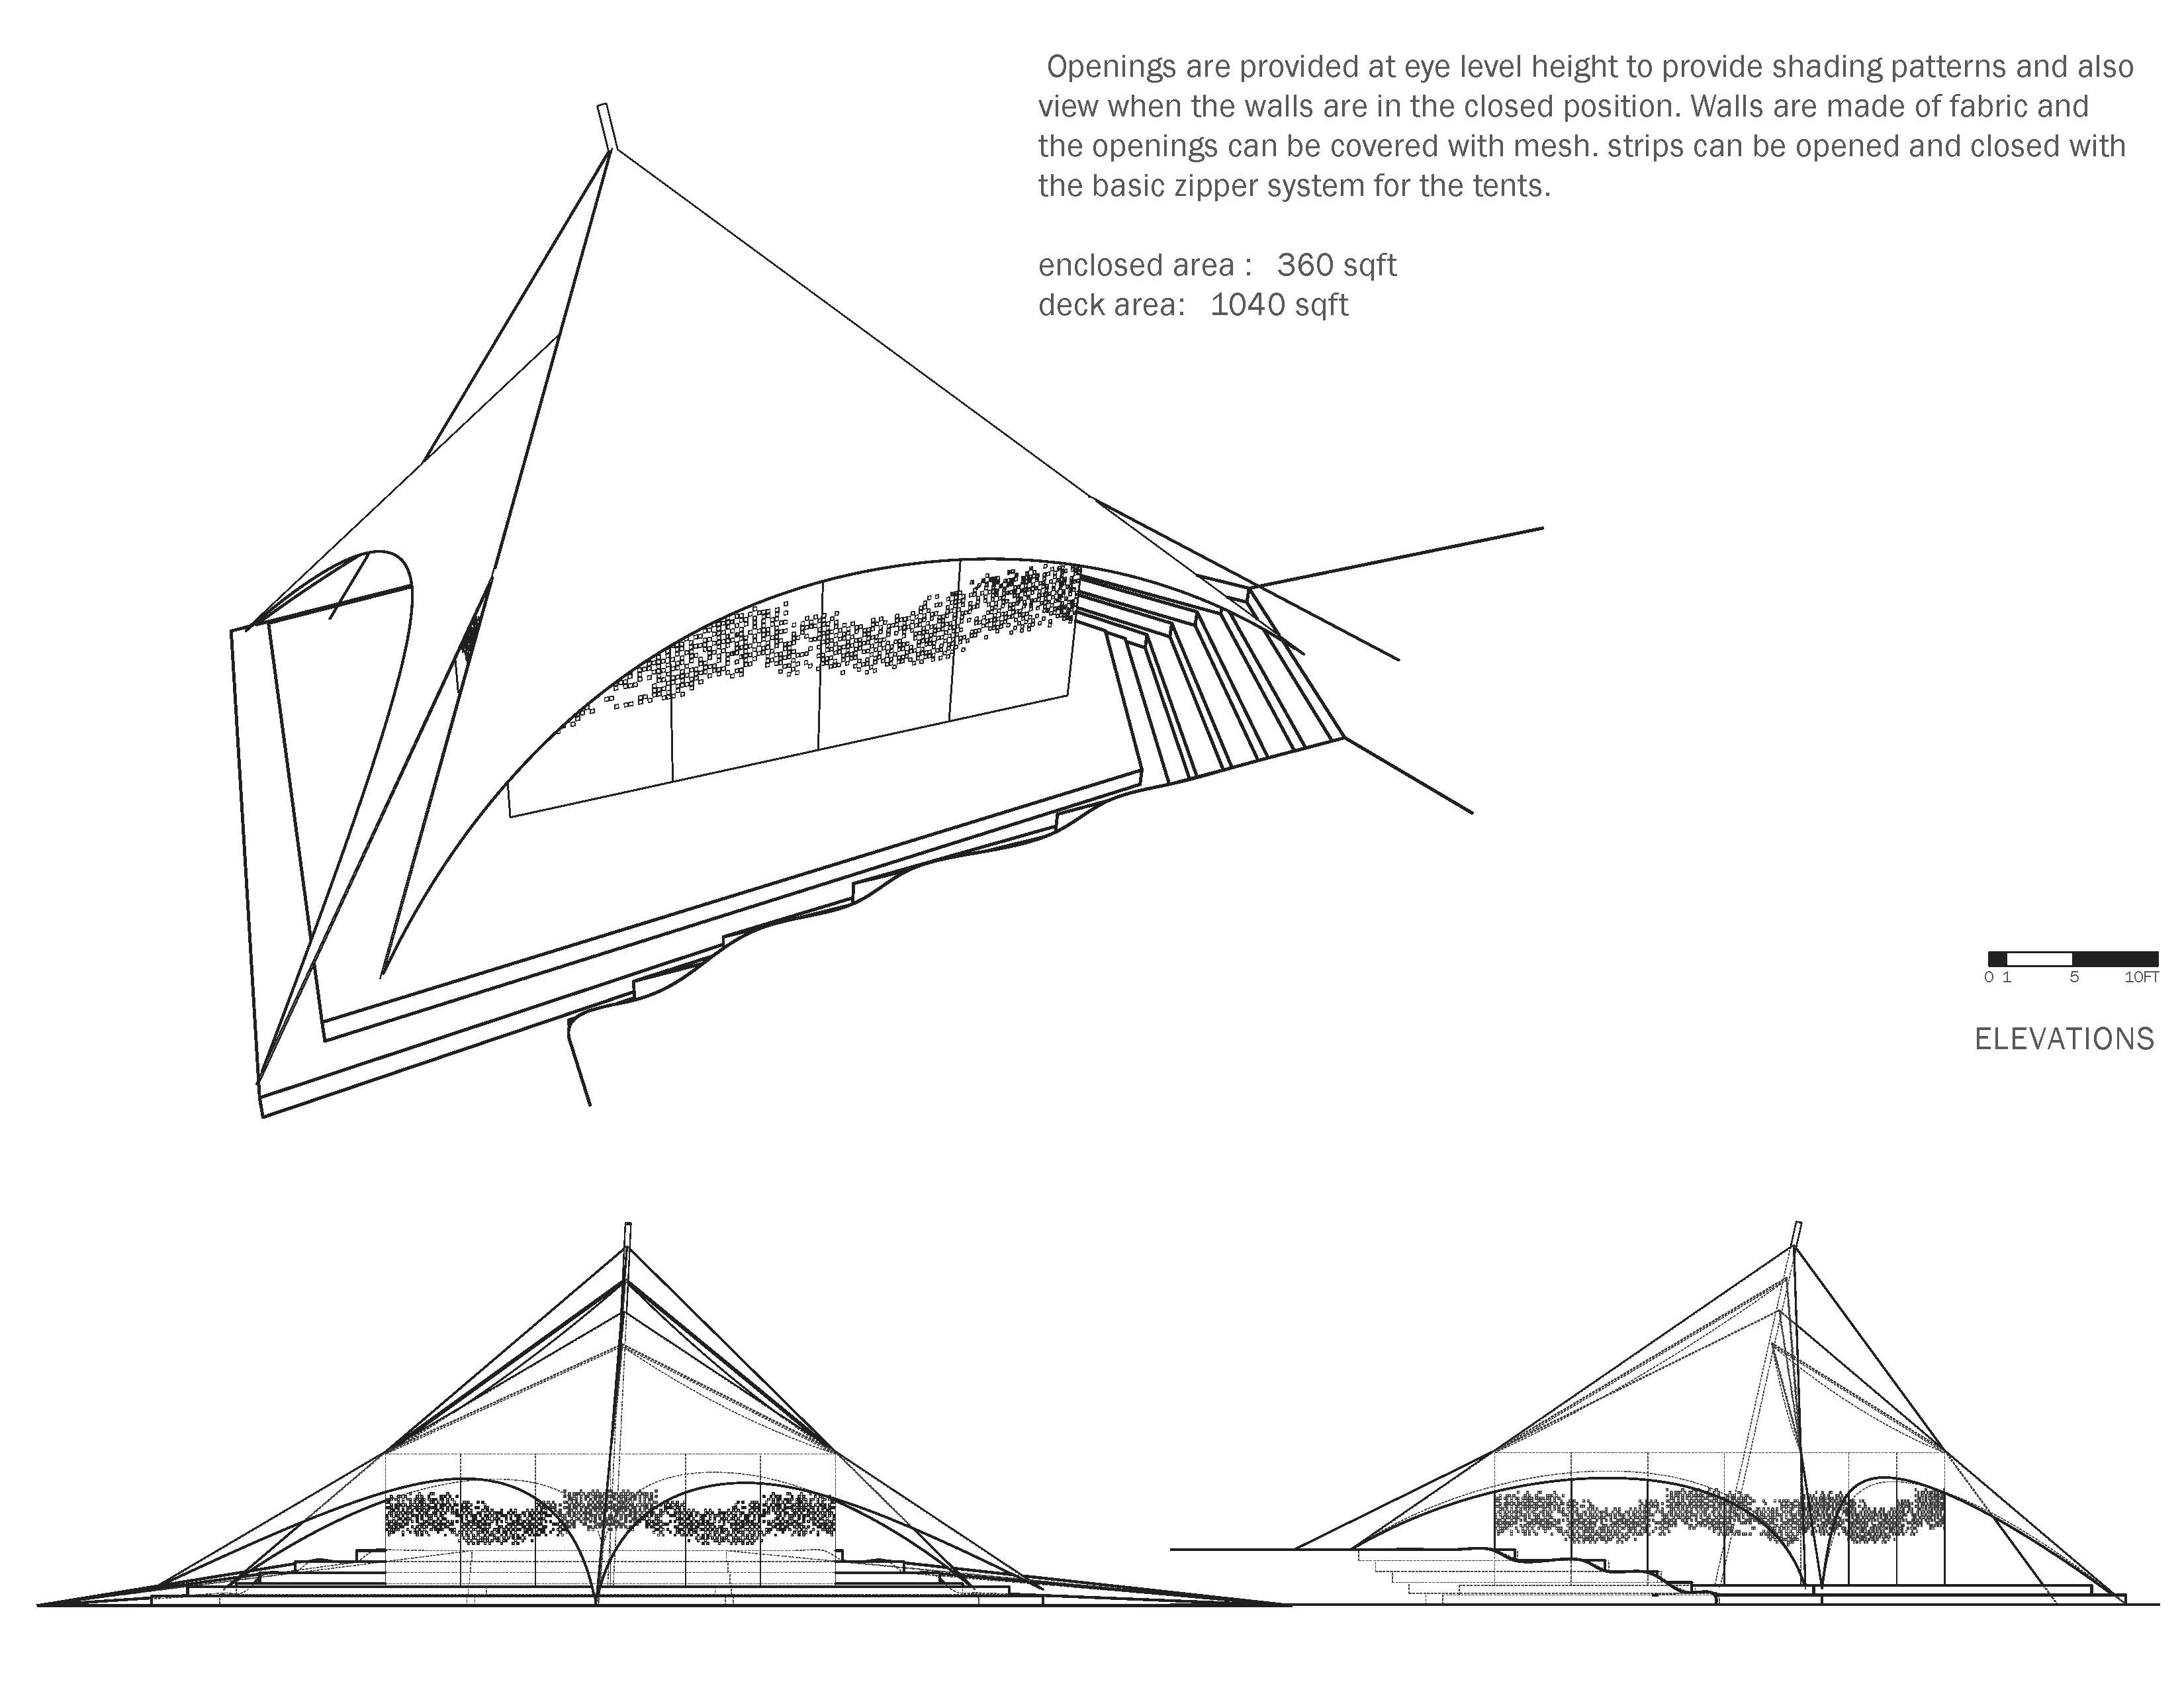 Openings are provided at eye level height to provide shading patterns and also
view when the walls are in the closed position. Walls are made of fabric and
the openings can be covered with mesh. strips can be opened and closed with
the basic zipper system for the tents.
enclosed area :   360 sqft
deck area:   1040 sqft
0 1 5 10FT
ELEVATIONS